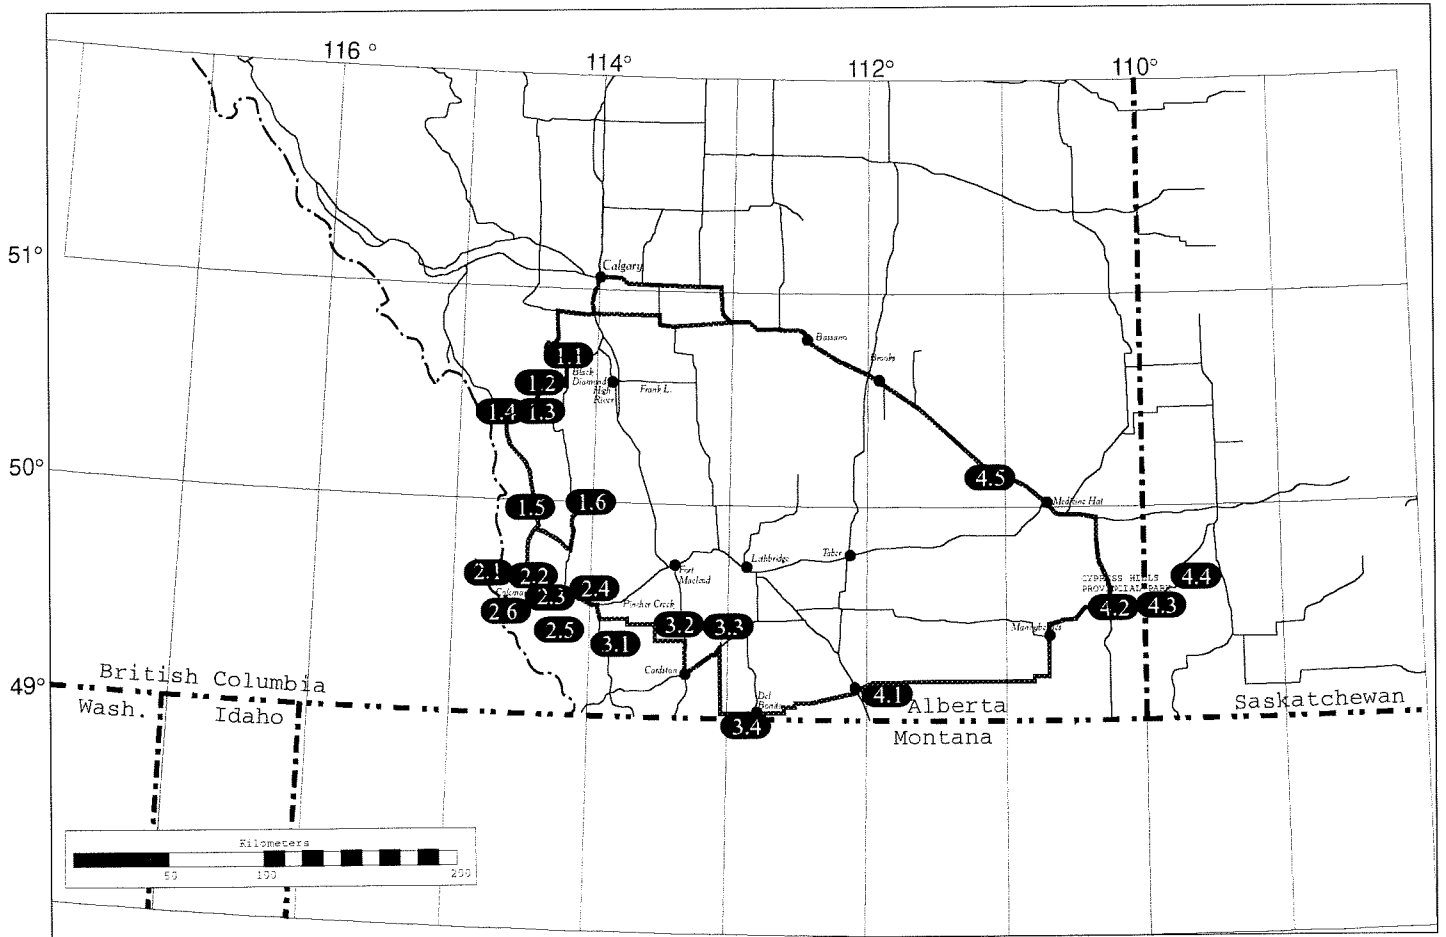 116 °
114°
112°
110°
51°
Calgary
Bassano
Brooks
1.1
Black
Diamond
High
River
Frank L.
1.2
1.4
1.3
50°
4.5
Medicine Hat
1.5
1.6
Lethbridge
Taber
Fort
Macleod
2.1
2.2
Coleman
2.3
2.4
CYPRESS HILLS
PROVINCIAL PARK
4.4
2.6
Pincher Creek
4.2
4.3
2.5
3.1
3.2
3.3
Manyberries
Cardston
49°
British Columbia
Wash.
Idaho
Del
Bonita
3.4
4.1
Alberta
Montana
Saskatchewan
Kilometers
50
100
200